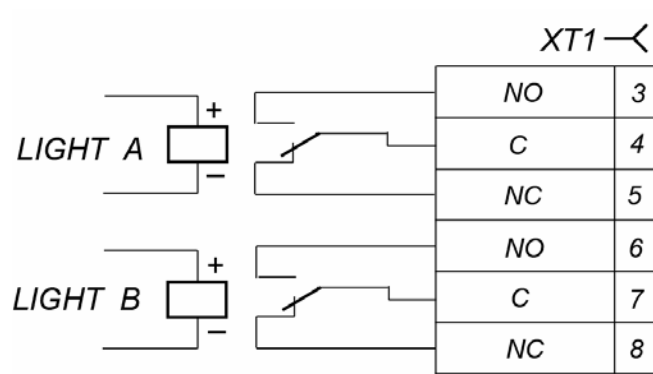 XT1
NO 3
+
LIGHT A
C 4
−
NC 5
NO 6
+
LIGHT B
C 7
−
NC 8